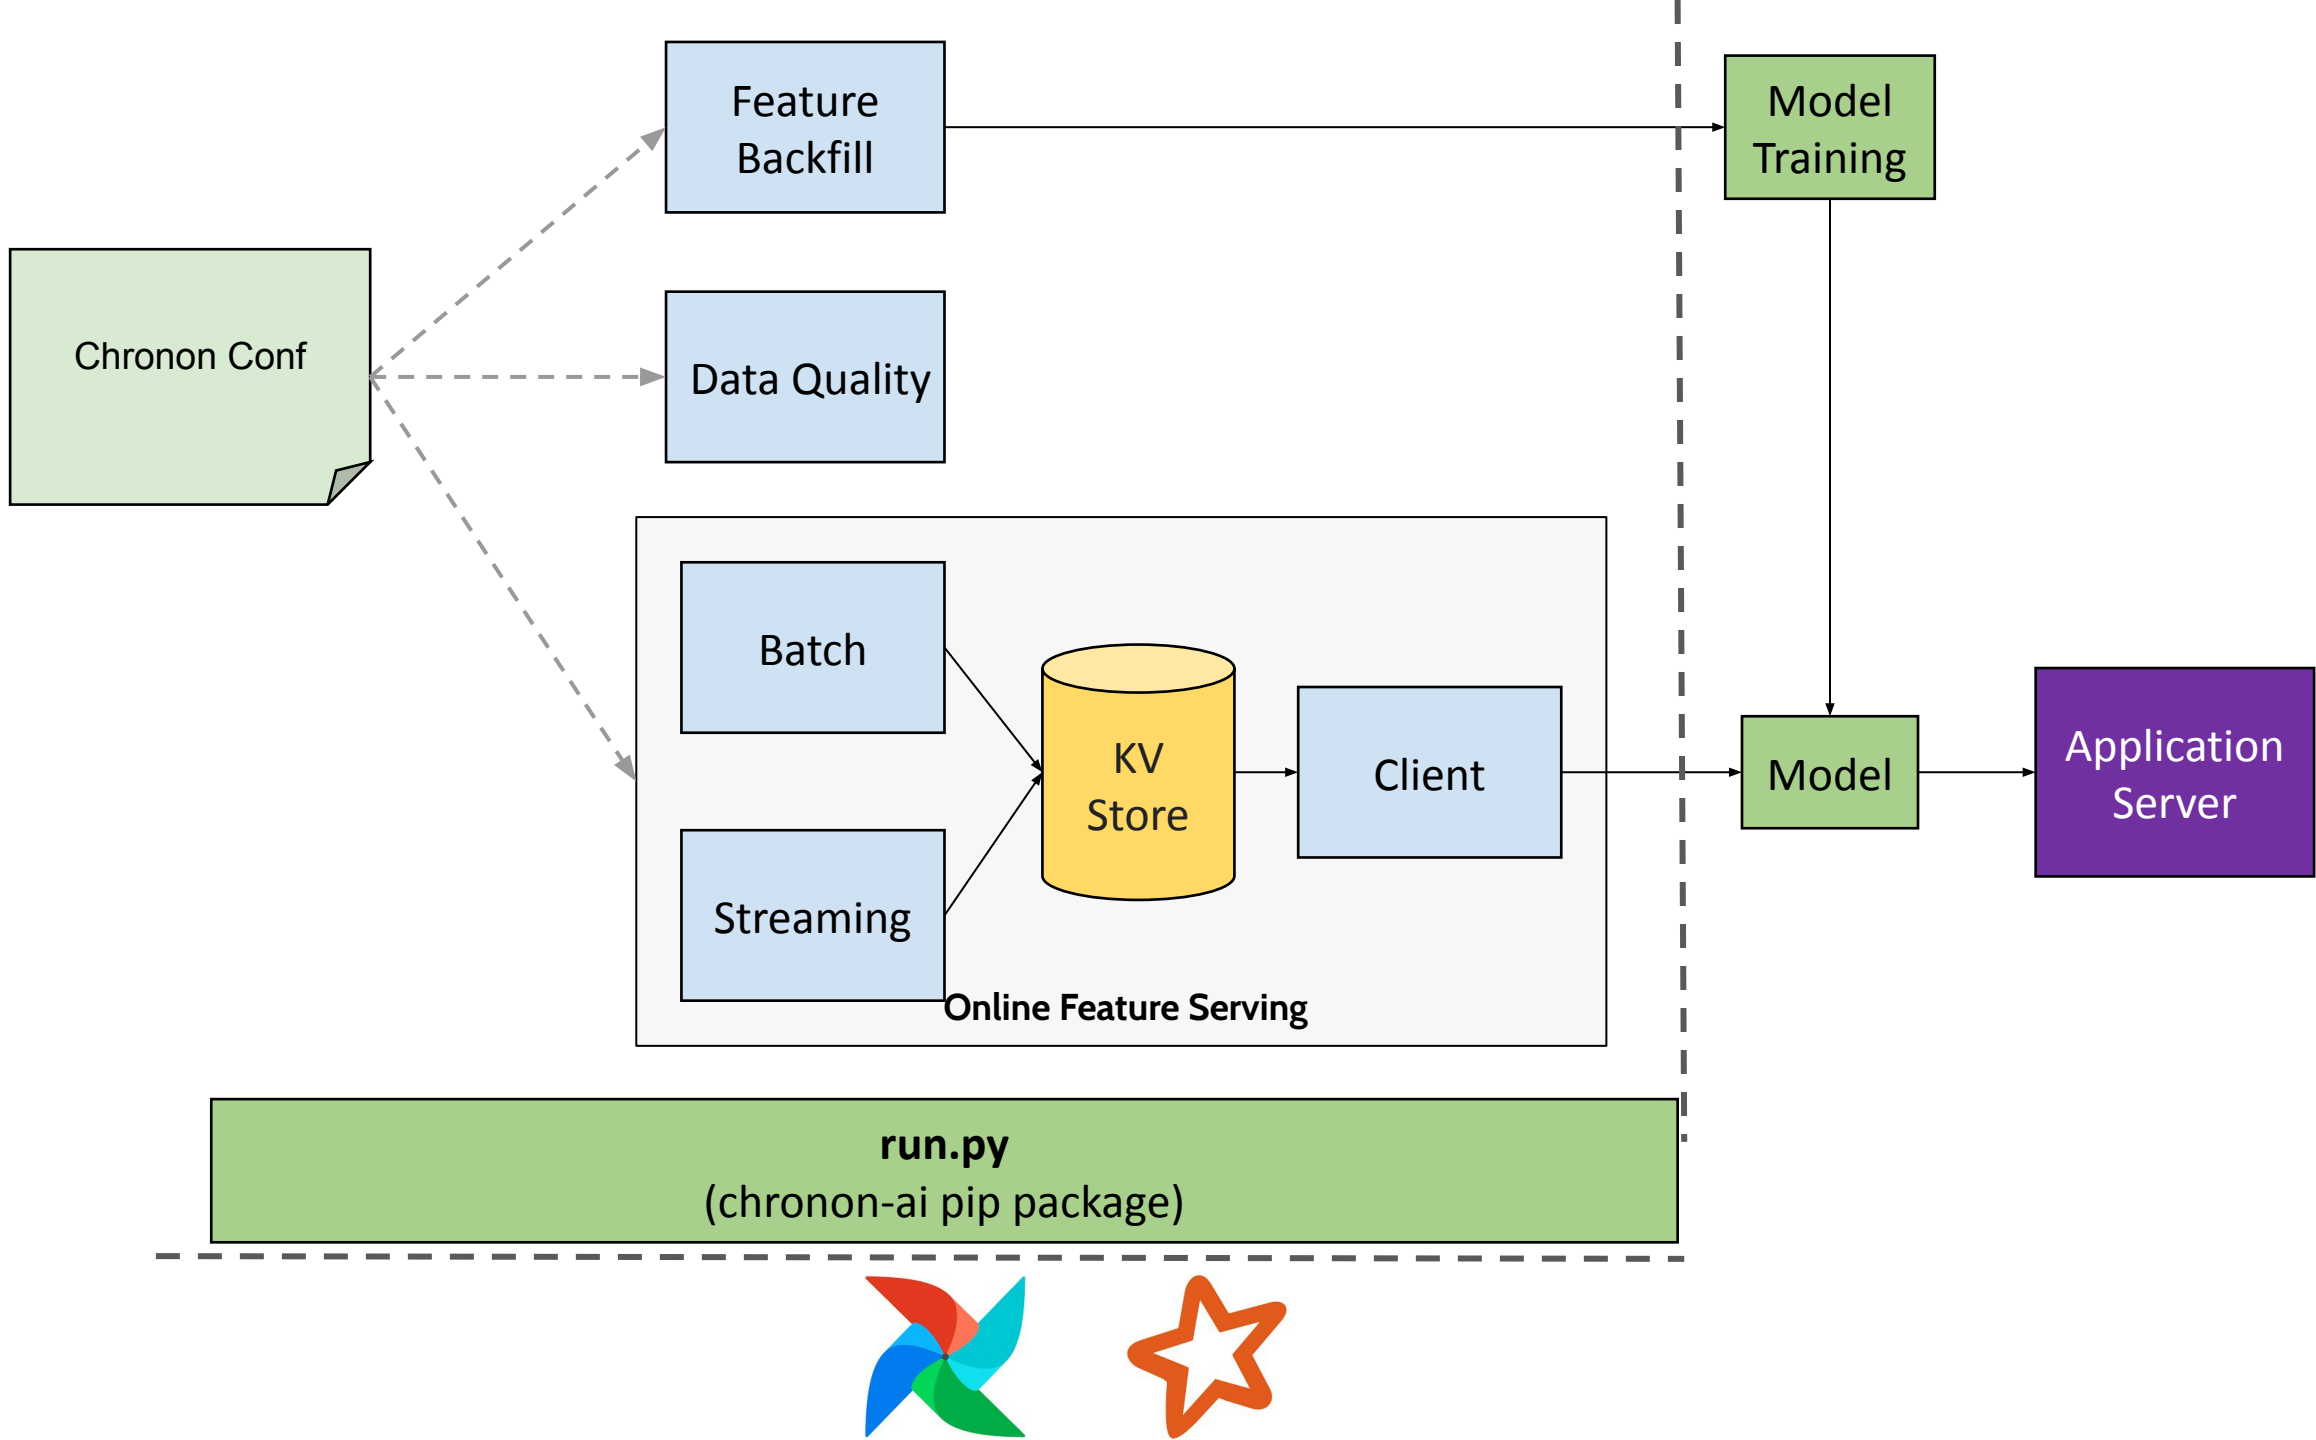 Feature
Backfill
Model
Training
Chronon Conf
Data Quality
Batch
KV
Store
Client
Model
Application
Server
Streaming
Online Feature Serving
run.py
(chronon-ai pip package)